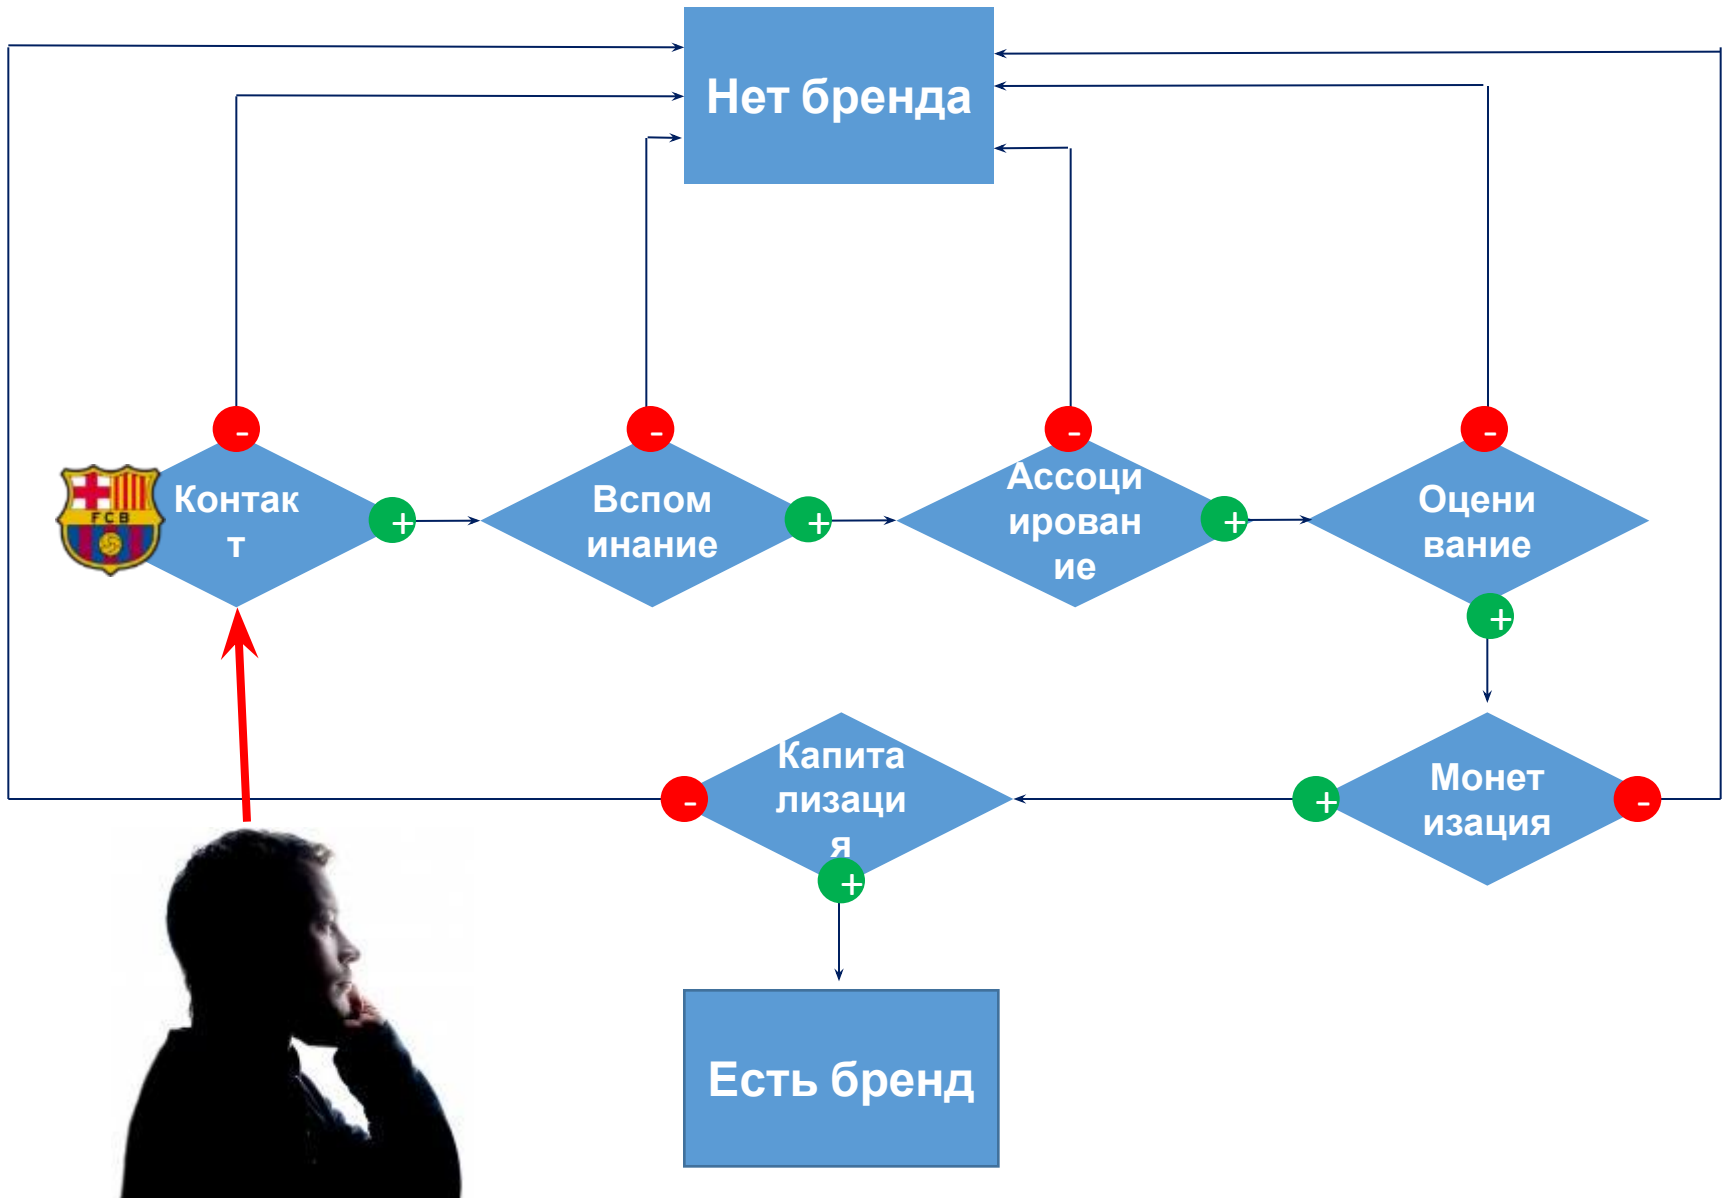 Нет бренда
-
-
-
-
FCB
Контак
т
+
Вспом
инание
+
Ассоци
ирован
ие
+
Оцени
вание
+
Капита
лизаци
я
-
+
Монет
изация
+
-
Есть бренд